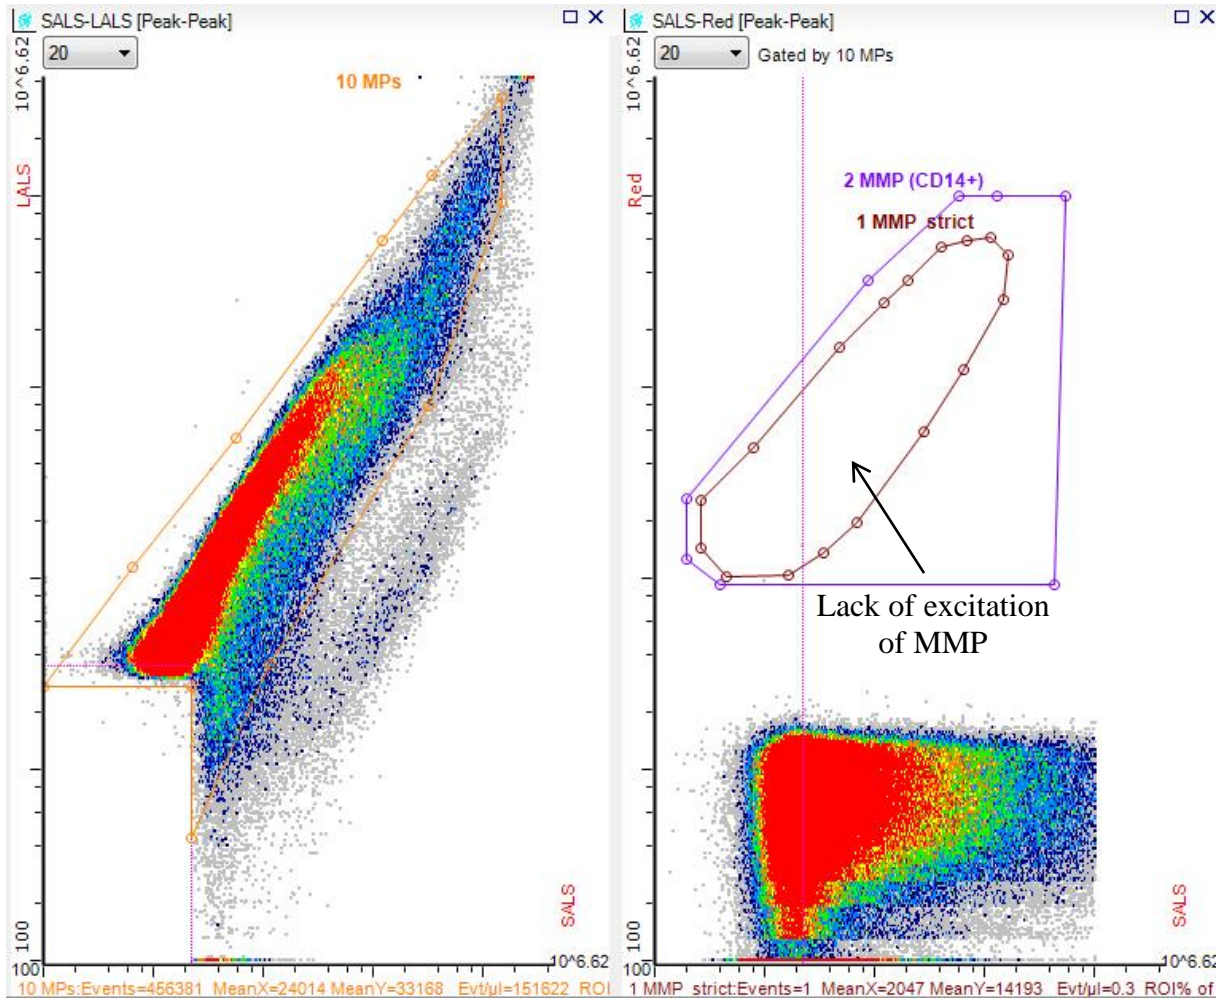 SALS-LALS [Peak-Peak]
20
10^6.62
10 MPs
LALS
SALS
100
100
10^6.62
10 MPs:Events=456381 MeanX=24014 MeanY=33168 Evt/µl=151622 ROI
SALS-Red [Peak-Peak]
20
Gated by 10 MPs
10^6.62
2 MMP (CD14+)
1 MMP strict
Red
Lack of excitation
of MMP
SALS
100
100
10^6.62
1 MMP strict:Events=1 MeanX=2047 MeanY=14193 Evt/µl=0.3 ROI% of